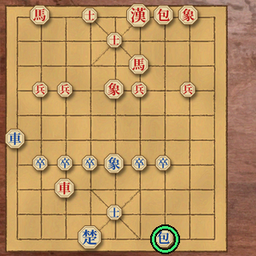 馬 士 漢 包 象
士
馬
兵 兵 象 兵 兵
車
卒 卒 卒 象 卒 卒
車
士
楚 包